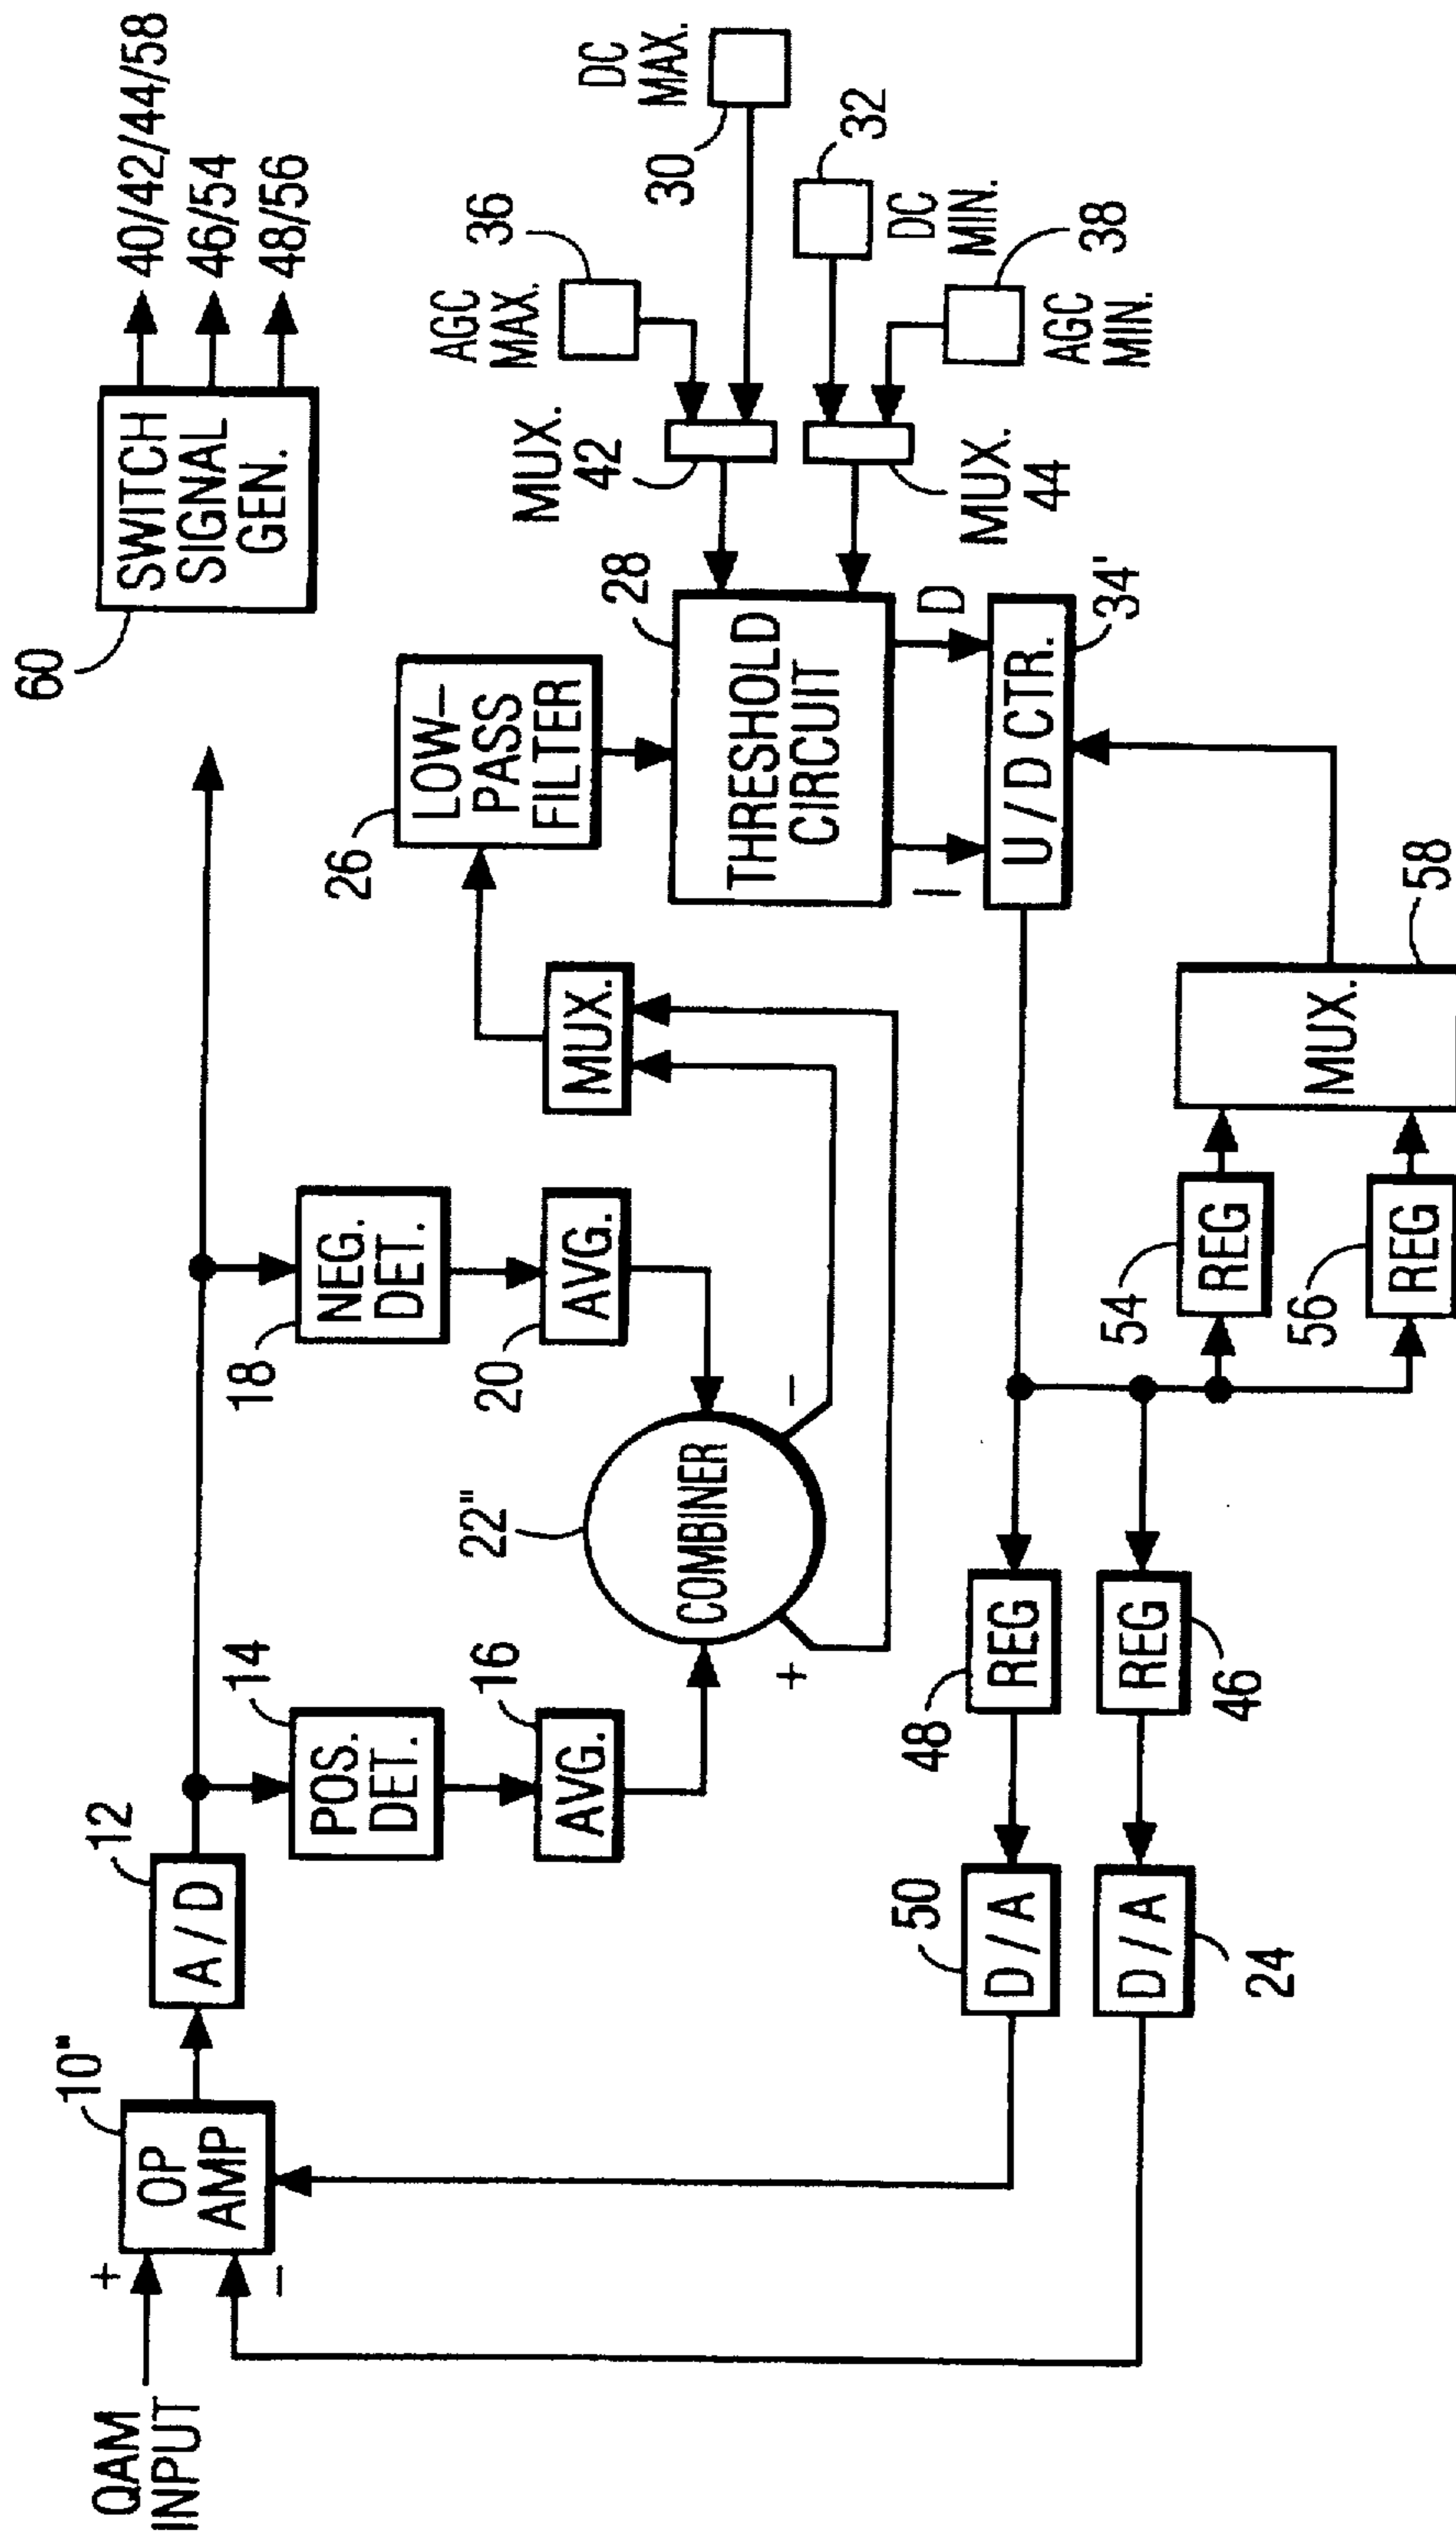 QAM
INPUT
+
−
OP
AMP
10"
A / D
12
POS.
DET.
14
AVG.
16
NEG.
DET.
18
AVG.
20
COMBINER
22"
+
−
MUX.
LOW-
PASS
FILTER
26
SWITCH
SIGNAL
GEN.
60
40/42/44/58
46/54
48/56
THRESHOLD
CIRCUIT
28
I
D
U / D CTR.
34'
MUX.
42
MUX.
44
AGC
MAX.
36
DC
MAX.
30
DC
MIN.
32
AGC
MIN.
38
REG
48
REG
46
D / A
50
D / A
24
REG
54
REG
56
MUX.
58